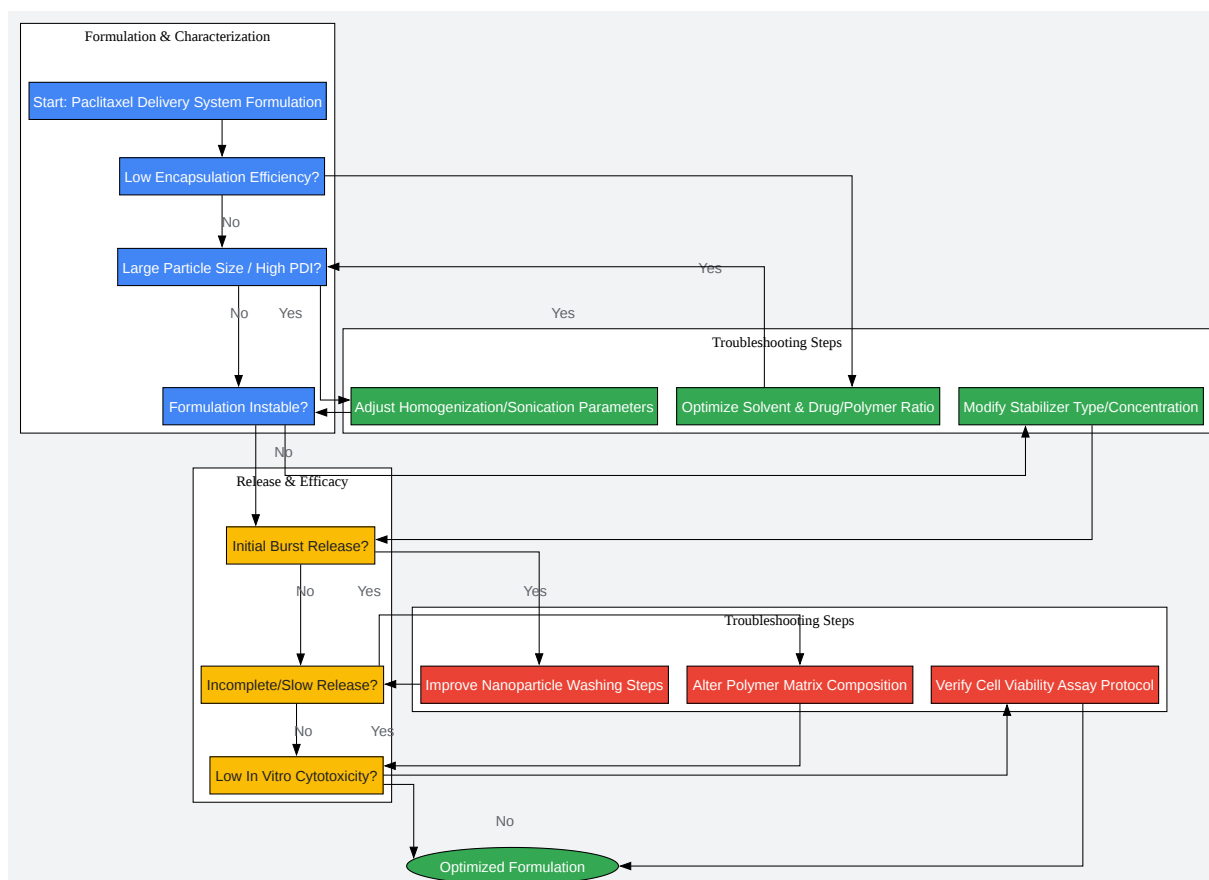 Formulation & Characterization
Start: Paclitaxel Delivery System Formulation
Low Encapsulation Efficiency?
No
Large Particle Size / High PDI?
Yes
No
Yes
Yes
Troubleshooting Steps
Formulation Instable?
Adjust Homogenization/Sonication Parameters
Optimize Solvent & Drug/Polymer Ratio
Modify Stabilizer Type/Concentration
No
Release & Efficacy
Initial Burst Release?
No
Yes
Yes
Troubleshooting Steps
Incomplete/Slow Release?
Improve Nanoparticle Washing Steps
Alter Polymer Matrix Composition
Verify Cell Viability Assay Protocol
No
Yes
Low In Vitro Cytotoxicity?
No
Optimized Formulation